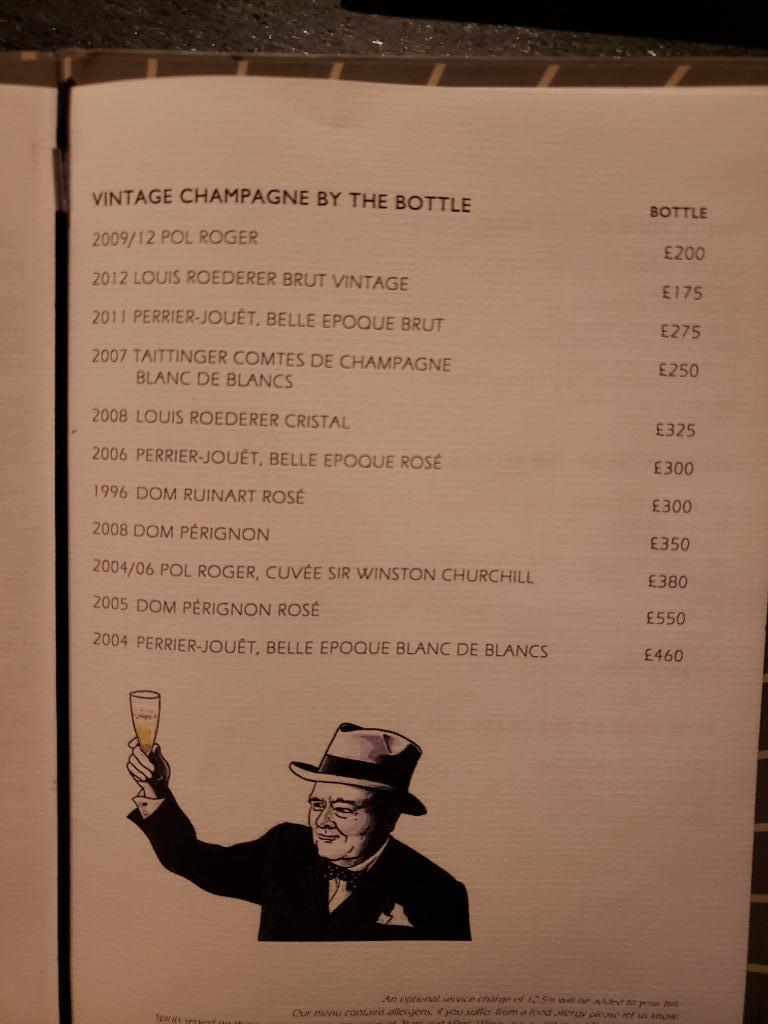 VINTAGE CHAMPAGNE BY THE BOTTLE BOTTLE
2009/12 POL ROGER £200
2012 LOUIS ROEDERER BRUT VINTAGE £175
2011 PERRIER-JOUËT, BELLE EPOQUE BRUT £275
2007 TAITTINGER COMTES DE CHAMPAGNE £250
BLANC DE BLANCS
2008 LOUIS ROEDERER CRISTAL £325
2006 PERRIER-JOUËT, BELLE EPOQUE ROSÉ £300
1996 DOM RUINART ROSÉ £300
2008 DOM PÉRIGNON £350
2004/06 POL ROGER, CUVÉE SIR WINSTON CHURCHILL £380
2005 DOM PÉRIGNON ROSÉ £550
2004 PERRIER-JOUËT, BELLE EPOQUE BLANC DE BLANCS £460
An optional service charge of 12.5% will be added to your bill.
Our menu contains allergens, if you suffer from a food allergy please let us know.
Spirits served